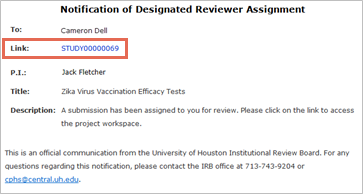 Notification of Designated Reviewer Assignment
To: Cameron Dell
Link: STUDY00000069
P.I.: Jack Fletcher
Title: Zika Virus Vaccination Efficacy Tests
Description: A submission has been assigned to you for review. Please click on the link to
access the project workspace.
This is an official communication from the University of Houston Institutional Review Board. For any
questions regarding this notification, please contact the IRB office at 713-743-9204 or
cphs@central.uh.edu.